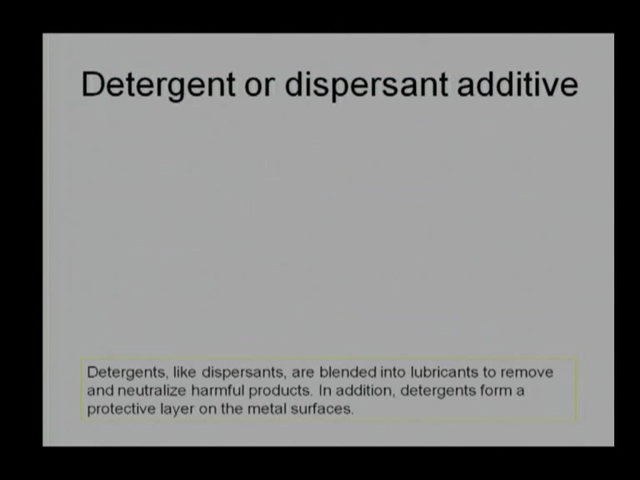 Detergent or dispersant additive
Detergents, like dispersants, are blended into lubricants to remove
and neutralize harmful products. In addition, detergents form a
protective layer on the metal surfaces.